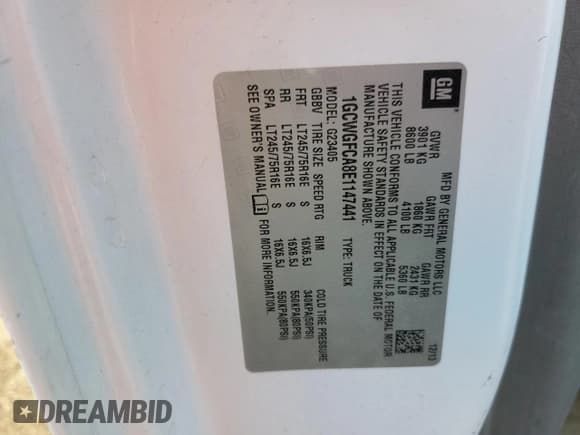 GM
MFD BY GENERAL MOTORS LLC
GVWR GAWR FRT GAWR RR
3901 KG 1860 KG 2431 KG
8600 LB 4100 LB 5360 LB
12/13
THIS VEHICLE CONFORMS TO ALL APPLICABLE U.S. FEDERAL MOTOR
VEHICLE SAFETY STANDARDS IN EFFECT ON THE DATE OF
MANUFACTURE SHOWN ABOVE.
1GCWGFCA8E1147441 TYPE: TRUCK
MODEL: G23405
GBBV TIRE SIZE SPEED RTG RIM COLD TIRE PRESSURE
FRT LT245/75R16E S 16X6.5J 340KPA(50PSI)
RR LT245/75R16E S 16X6.5J 550KPA(80PSI)
SPA LT245/75R16E S 16X6.5J 550KPA(80PSI)
SEE OWNER'S MANUAL FOR MORE INFORMATION.
DREAMBID